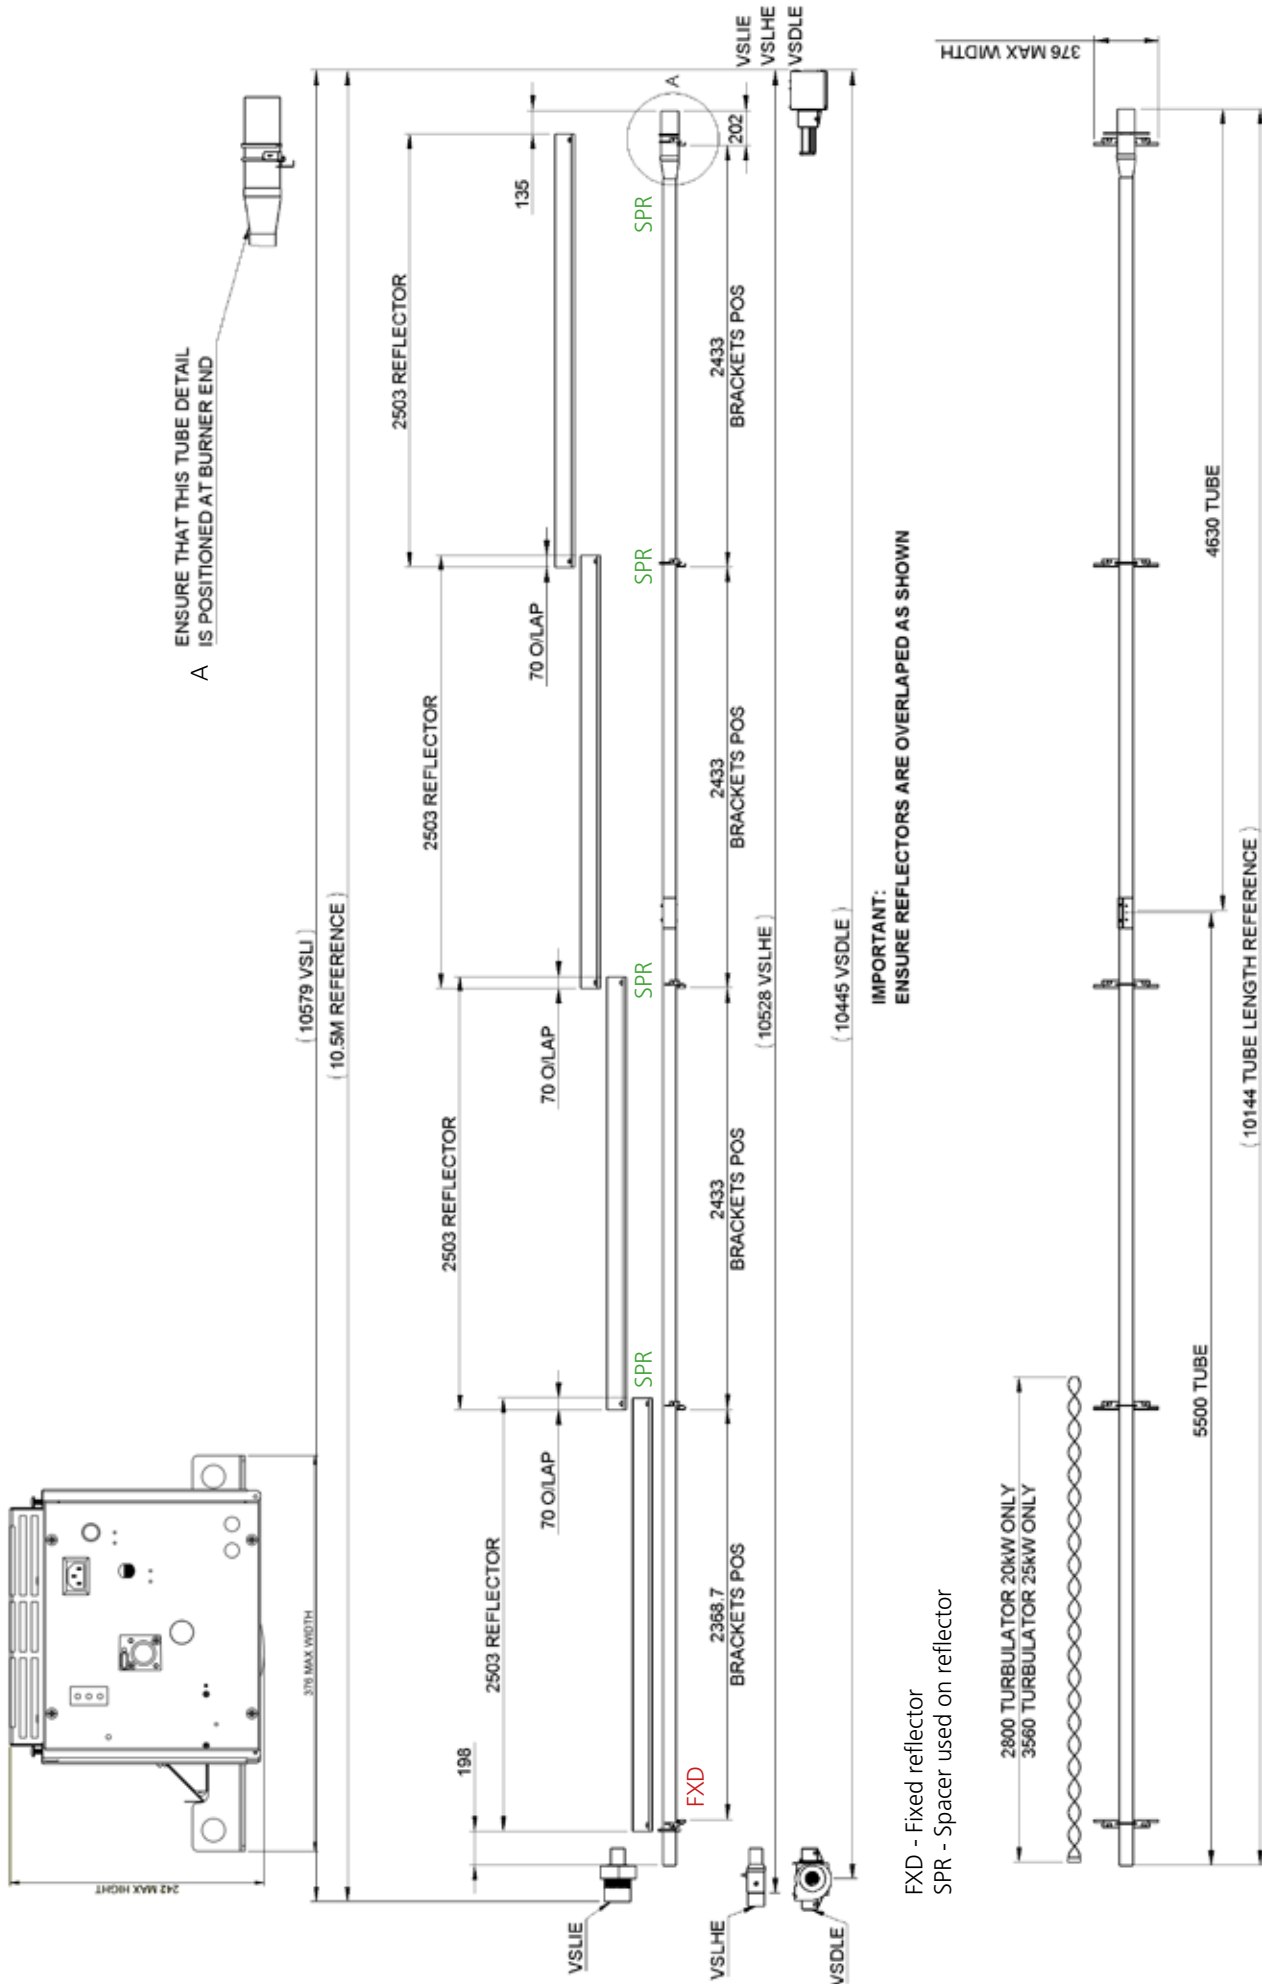 242 MAX HIGHT
376 MAX WIDTH
A
ENSURE THAT THIS TUBE DETAIL
IS POSITIONED AT BURNER END
( 10579 VSLI )
( 10.5M REFERENCE )
VSLIE
198
2503 REFLECTOR
70 O/LAP
2503 REFLECTOR
70 O/LAP
2503 REFLECTOR
70 O/LAP
2503 REFLECTOR
135
SPR
SPR
SPR
SPR
FXD
A
2368.7
BRACKETS POS
2433
BRACKETS POS
2433
BRACKETS POS
2433
BRACKETS POS
202
VSLIE
VSLHE
VSDLE
VSLHE
( 10528 VSLHE )
VSDLE
( 10445 VSDLE )
IMPORTANT:
ENSURE REFLECTORS ARE OVERLAPED AS SHOWN
FXD - Fixed reflector
SPR - Spacer used on reflector
376 MAX WIDTH
2800 TURBULATOR 20kW ONLY
3560 TURBULATOR 25kW ONLY
5500 TUBE
4630 TUBE
( 10144 TUBE LENGTH REFERENCE )